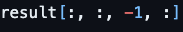 result[:, :, -1, :]